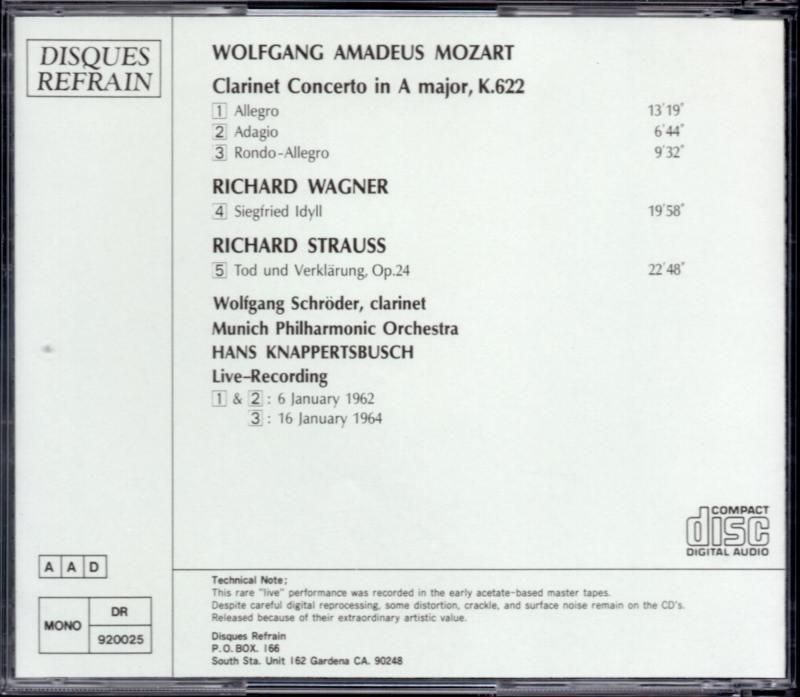 DISQUES
REFRAIN
WOLFGANG AMADEUS MOZART
Clarinet Concerto in A major, K.622
1 Allegro 13'19"
2 Adagio 6'44"
3 Rondo-Allegro 9'32"
RICHARD WAGNER
4 Siegfried Idyll 19'58"
RICHARD STRAUSS
5 Tod und Verklärung, Op.24 22'48"
Wolfgang Schröder, clarinet
Munich Philharmonic Orchestra
HANS KNAPPERTSBUSCH
Live-Recording
1 & 2 : 6 January 1962
3 : 16 January 1964
COMPACT
disc
DIGITAL AUDIO
A A D
MONO
DR
920025
Technical Note;
This rare "live" performance was recorded in the early acetate-based master tapes.
Despite careful digital reprocessing, some distortion, crackle, and surface noise remain on the CD's.
Released because of their extraordinary artistic value.
Disques Refrain
P.O.BOX. 166
South Sta. Unit 162 Gardena CA. 90248